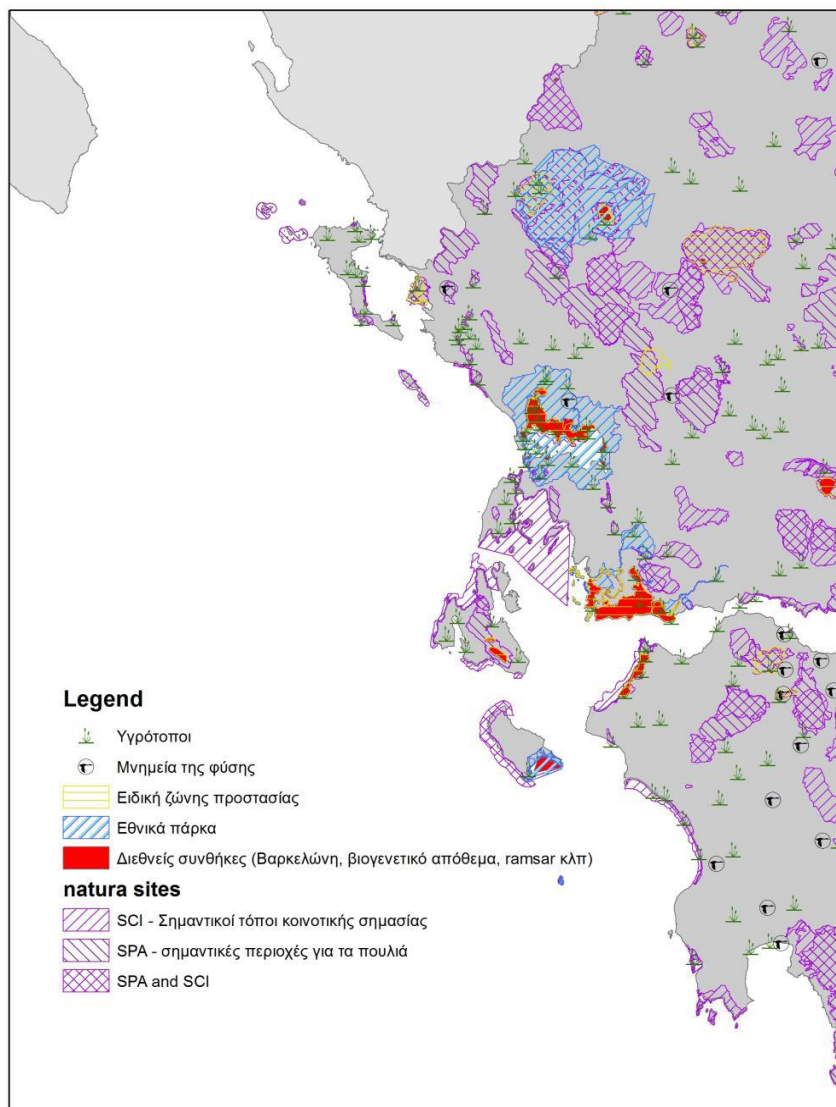 Legend
Υγρότοποι
Μνημεία της φύσης
Ειδική ζώνης προστασίας
Εθνικά πάρκα
Διεθνείς συνθήκες (Βαρκελώνη, βιογενετικό απόθεμα, ramsar κλπ)
natura sites
SCI - Σημαντικοί τόποι κοινοτικής σημασίας
SPA - σημαντικές περιοχές για τα πουλιά
SPA and SCI